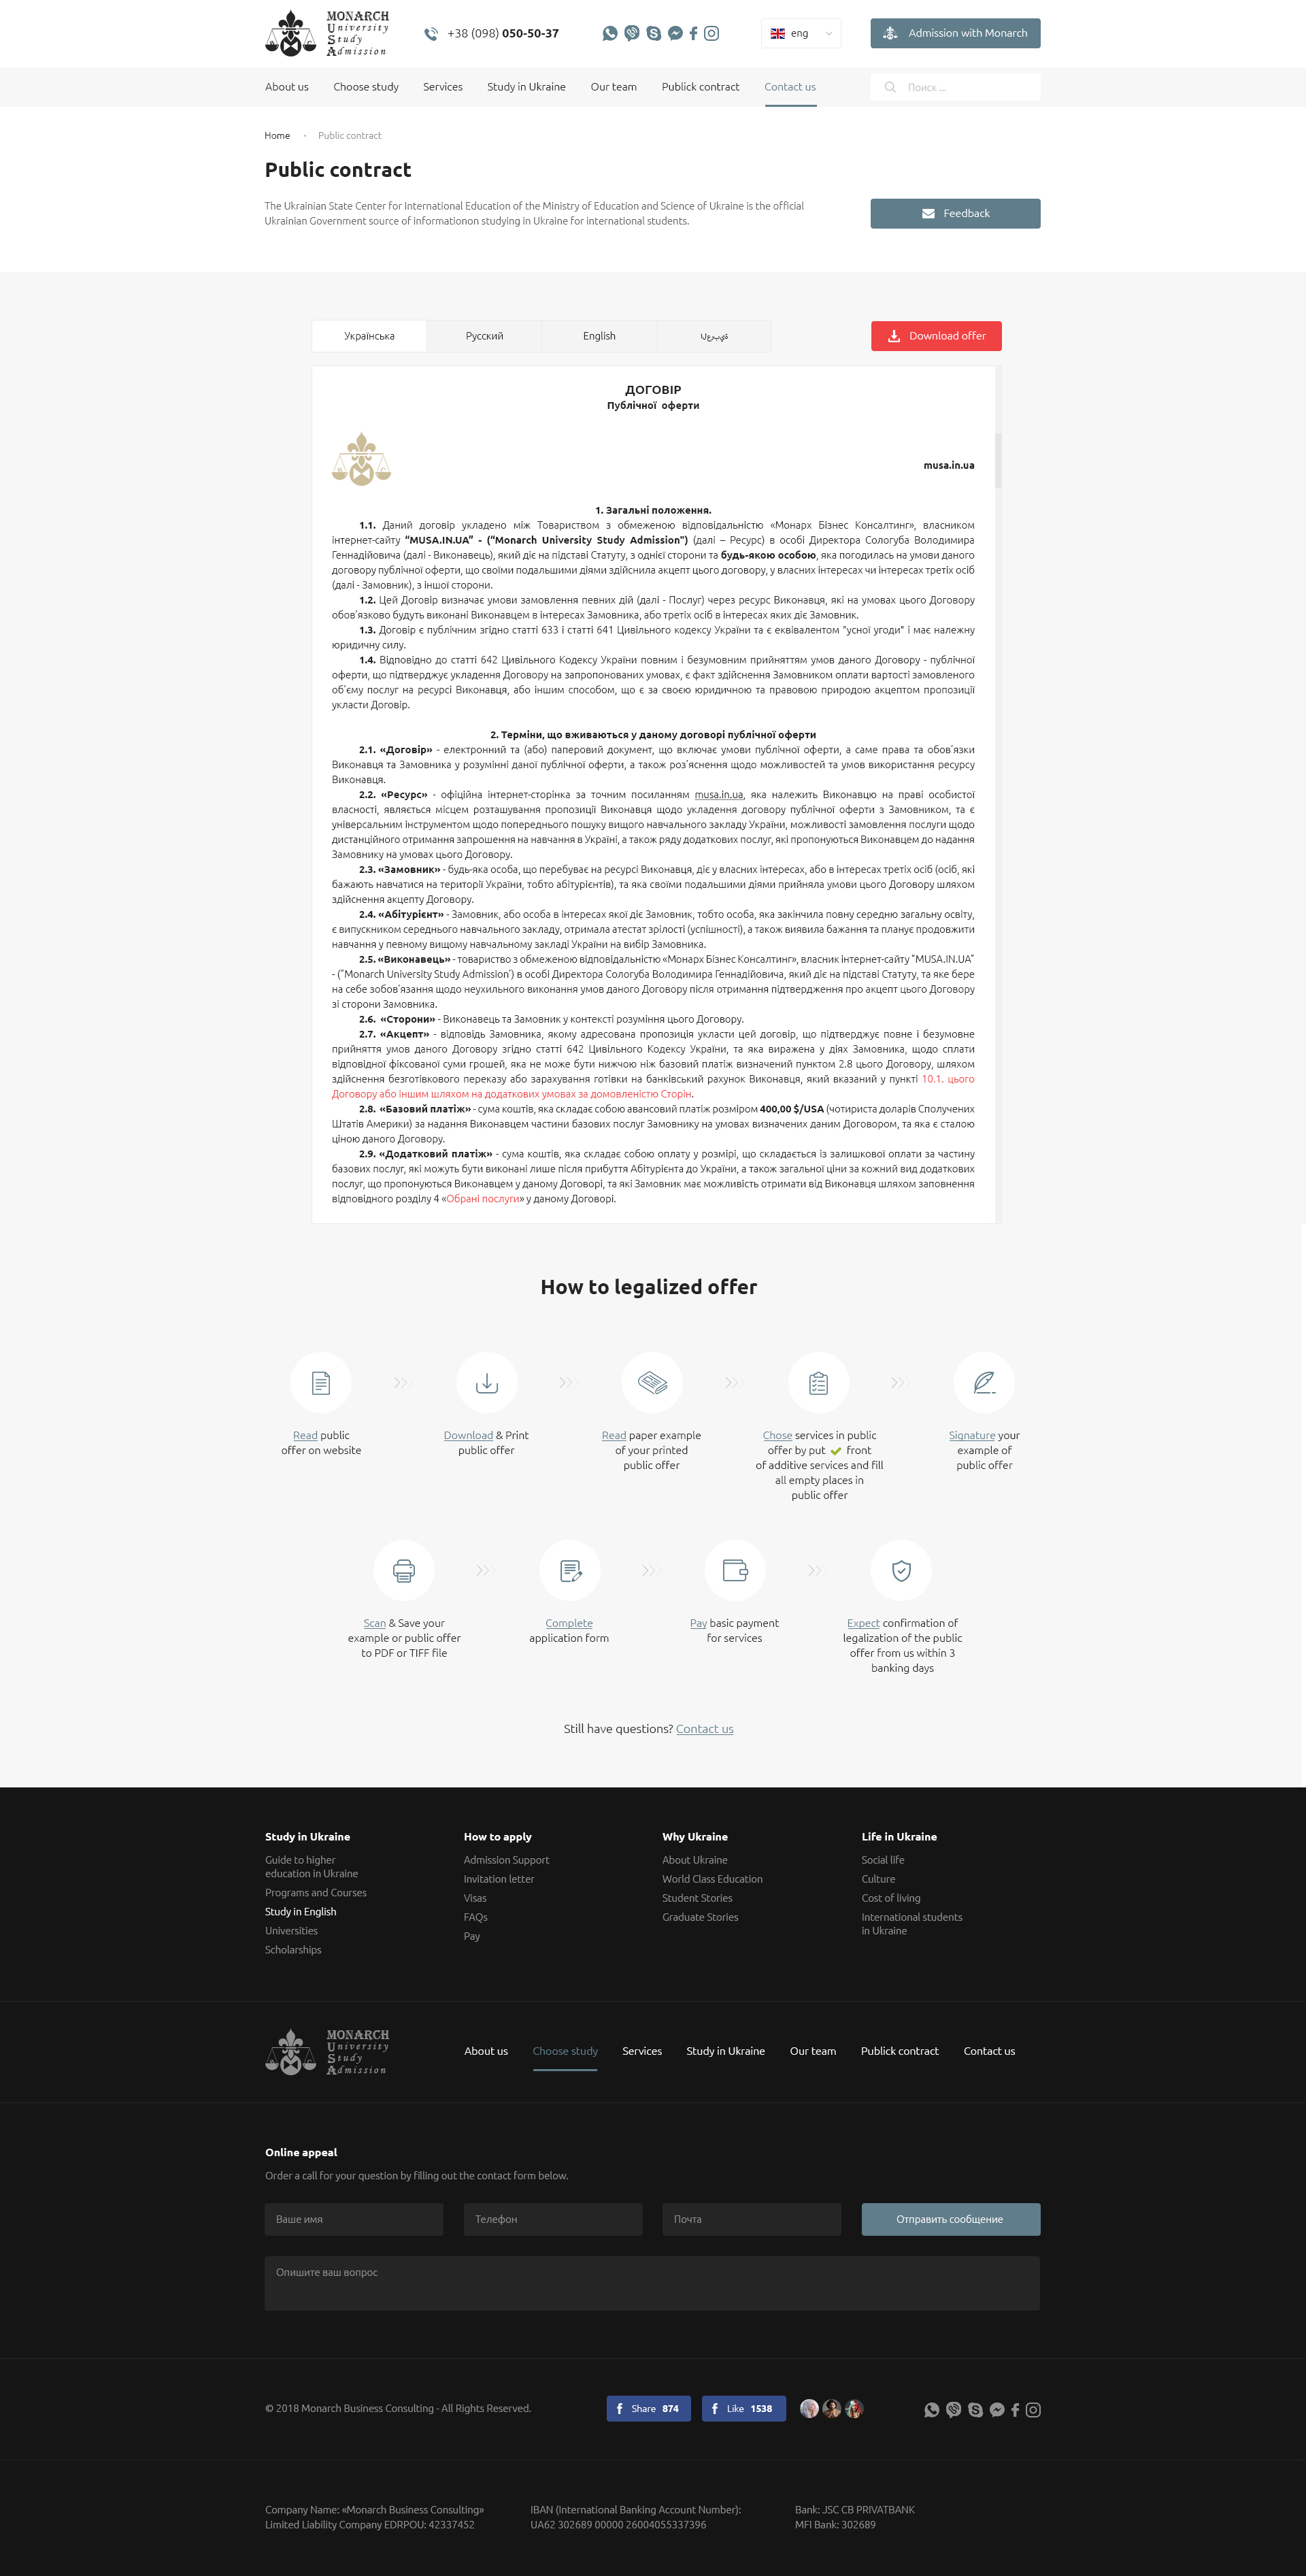 MONARCH
University
Study
Admission
+38 (098) 050-50-37
eng
Admission with Monarch
About us Choose study Services Study in Ukraine Our team Publick contract Contact us Поиск ...
Home - Public contract
Public contract
The Ukrainian State Center for International Education of the Ministry of Education and Science of Ukraine is the official
Ukrainian Government source of informationon studying in Ukraine for international students.
Feedback
Українська Русский English
Download offer
ДОГОВІР
Публічної оферти
musa.in.ua
1. Загальні положення.
1.1. Даний договір укладено між Товариством з обмеженою відповідальністю «Монарх Бізнес Консалтинг», власником
інтернет-сайту “MUSA.IN.UA” - (“Monarch University Study Admission”) (далі – Ресурс) в особі Директора Сологуба Володимира
Геннадійовича (далі - Виконавець), який діє на підставі Статуту, з однієї сторони та будь-якою особою, яка погодилась на умови даного
договору публічної оферти, що своїми подальшими діями здійснила акцепт цього договору, у власних інтересах чи інтересах третіх осіб
(далі - Замовник), з іншої сторони.
1.2. Цей Договір визначає умови замовлення певних дій (далі - Послуг) через ресурс Виконавця, які на умовах цього Договору
обов’язково будуть виконані Виконавцем в інтересах Замовника, або третіх осіб в інтересах яких діє Замовник.
1.3. Договір є публічним згідно статті 633 і статті 641 Цивільного кодексу України та є еквівалентом "усної угоди" і має належну
юридичну силу.
1.4. Відповідно до статті 642 Цивільного Кодексу України повним і безумовним прийняттям умов даного Договору - публічної
оферти, що підтверджує укладення Договору на запропонованих умовах, є факт здійснення Замовником оплати вартості замовленого
об’єму послуг на ресурсі Виконавця, або іншим способом, що є за своєю юридичною та правовою природою акцептом пропозиції
укласти Договір.
2. Терміни, що вживаються у даному договорі публічної оферти
2.1. «Договір» - електронний та (або) паперовий документ, що включає умови публічної оферти, а саме права та обов’язки
Виконавця та Замовника у розумінні даної публічної оферти, а також роз’яснення щодо можливостей та умов використання ресурсу
Виконавця.
2.2. «Ресурс» - офіційна інтернет-сторінка за точним посиланням musa.in.ua, яка належить Виконавцю на праві особистої
власності, являється місцем розташування пропозиції Виконавця щодо укладення договору публічної оферти з Замовником, та є
універсальним інструментом щодо попереднього пошуку вищого навчального закладу України, можливості замовлення послуги щодо
дистанційного отримання запрошення на навчання в Україні, а також ряду додаткових послуг, які пропонуються Виконавцем до надання
Замовнику на умовах цього Договору.
2.3. «Замовник» - будь-яка особа, що перебуває на ресурсі Виконавця, діє у власних інтересах, або в інтересах третіх осіб (осіб, які
бажають навчатися на території України, тобто абітурієнтів), та яка своїми подальшими діями прийняла умови цього Договору шляхом
здійснення акцепту Договору.
2.4. «Абітурієнт» - Замовник, або особа в інтересах якої діє Замовник, тобто особа, яка закінчила повну середню загальну освіту,
є випускником середнього навчального закладу, отримала атестат зрілості (успішності), а також виявила бажання та планує продовжити
навчання у певному вищому навчальному закладі України на вибір Замовника.
2.5. «Виконавець» - товариство з обмеженою відповідальністю «Монарх Бізнес Консалтинг», власник інтернет-сайту “MUSA.IN.UA”
- (“Monarch University Study Admission’) в особі Директора Сологуба Володимира Геннадійовича, який діє на підставі Статуту, та яке бере
на себе зобов’язання щодо неухильного виконання умов даного Договору після отримання підтвердження про акцепт цього Договору
зі сторони Замовника.
2.6. «Сторони» - Виконавець та Замовник у контексті розуміння цього Договору.
2.7. «Акцепт» - відповідь Замовника, якому адресована пропозиція укласти цей договір, що підтверджує повне і безумовне
прийняття умов даного Договору згідно статті 642 Цивільного Кодексу України, та яка виражена у діях Замовника, щодо сплати
відповідної фіксованої суми грошей, яка не може бути нижчою ніж базовий платіж визначений пунктом 2.8 цього Договору, шляхом
здійснення безготівкового переказу або зарахування готівки на банківський рахунок Виконавця, який вказаний у пункті 10.1. цього
Договору або іншим шляхом на додаткових умовах за домовленістю Сторін.
2.8. «Базовий платіж» - сума коштів, яка складає собою авансовий платіж розміром 400,00 $/USA (чотириста доларів Сполучених
Штатів Америки) за надання Виконавцем частини базових послуг Замовнику на умовах визначених даним Договором, та яка є сталою
ціною даного Договору.
2.9. «Додатковий платіж» - сума коштів, яка складає собою оплату у розмірі, що складається із залишкової оплати за частину
базових послуг, які можуть бути виконані лише після прибуття Абітурієнта до України, а також загальної ціни за кожний вид додаткових
послуг, що пропонуються Виконавцем у даному Договорі, та які Замовник має можливість отримати від Виконавця шляхом заповнення
відповідного розділу 4 «Обрані послуги» у даному Договорі.
How to legalized offer
Read public
offer on website
Download & Print
public offer
Read paper example
of your printed
public offer
Chose services in public
offer by put front
of additive services and fill
all empty places in
public offer
Signature your
example of
public offer
Scan & Save your
example or public offer
to PDF or TIFF file
Complete
application form
Pay basic payment
for services
Expect confirmation of
legalization of the public
offer from us within 3
banking days
Still have questions? Contact us
Study in Ukraine
Guide to higher
education in Ukraine
Programs and Courses
Study in English
Universities
Scholarships
How to apply
Admission Support
Invitation letter
Visas
FAQs
Pay
Why Ukraine
About Ukraine
World Class Education
Student Stories
Graduate Stories
Life in Ukraine
Social life
Culture
Cost of living
International students
in Ukraine
MONARCH
University
Study
Admission
About us Choose study Services Study in Ukraine Our team Publick contract Contact us
Online appeal
Order a call for your question by filling out the contact form below.
Ваше имя Телефон Почта Отправить сообщение
Опишите ваш вопрос
© 2018 Monarch Business Consulting - All Rights Reserved.
Share 874
Like 1538
Company Name: «Monarch Business Consulting»
Limited Liability Company EDRPOU: 42337452
IBAN (International Banking Account Number):
UA62 302689 00000 26004055337396
Bank: JSC CB PRIVATBANK
MFI Bank: 302689